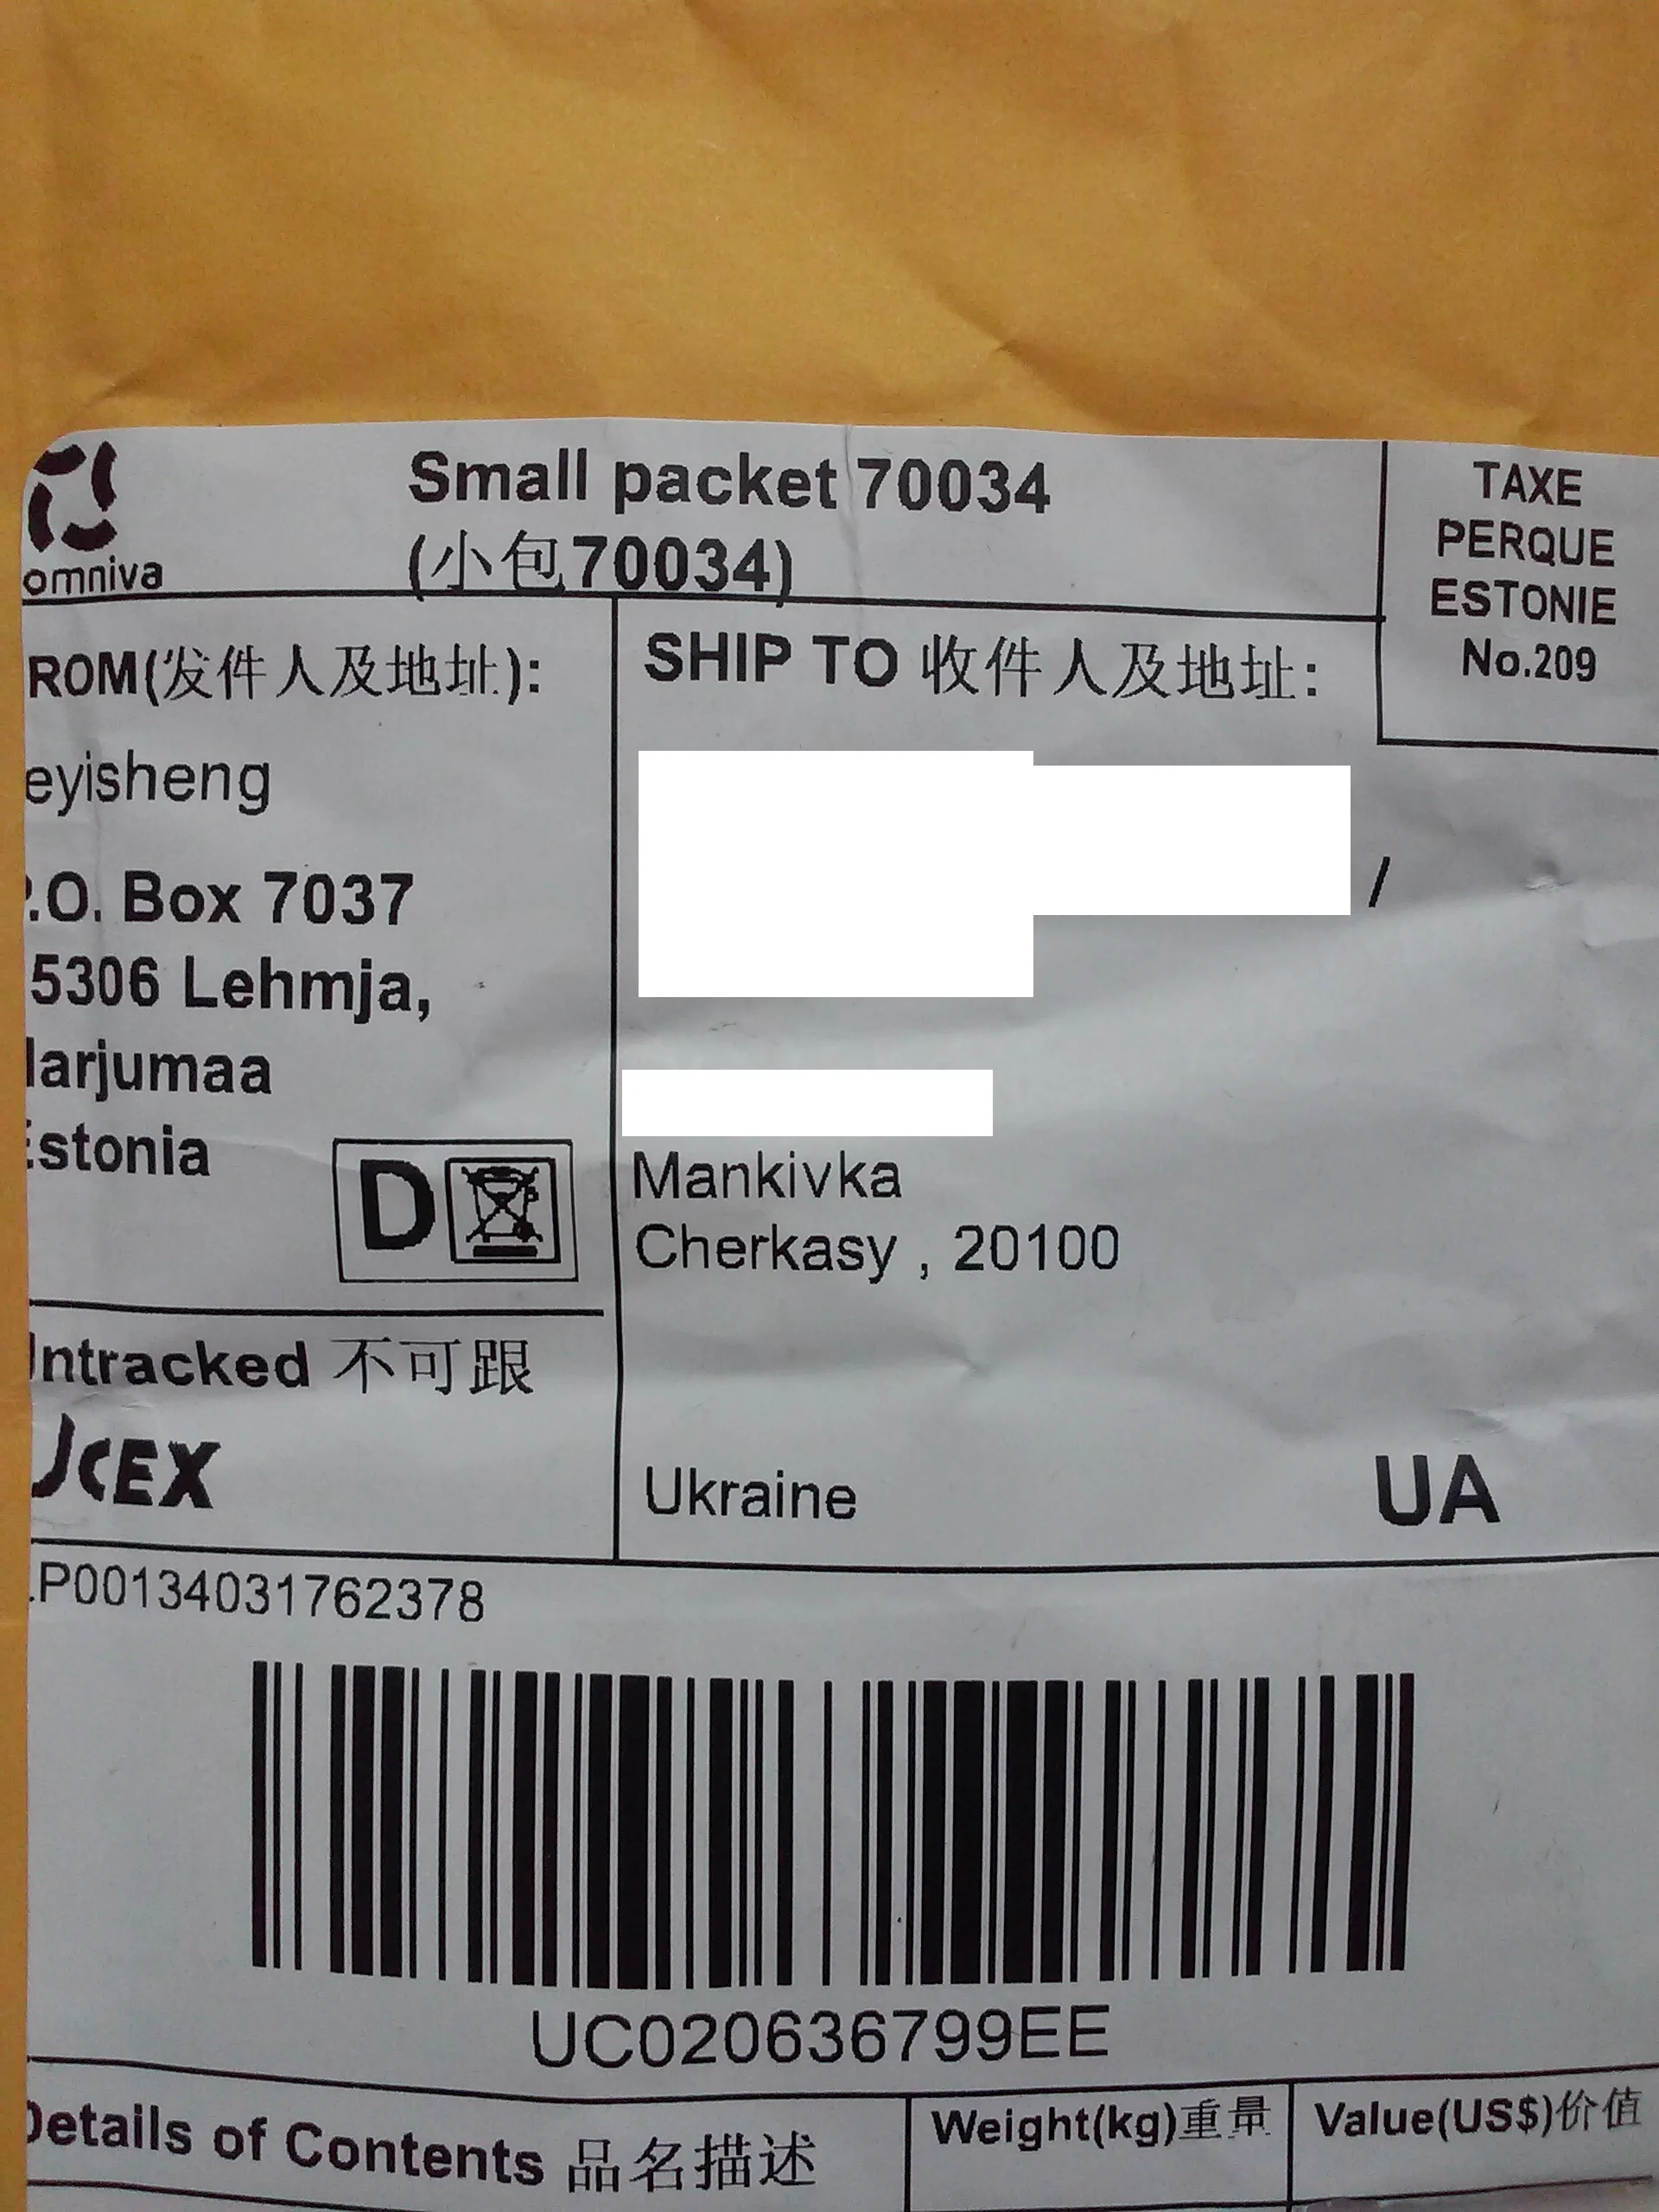 omniva
Small packet 70034
(小包70034)
TAXE
PERQUE
ESTONIE
No.209
ROM(发件人及地址):
eyisheng
.O. Box 7037
5306 Lehmja,
arjumaa
stonia
D
ntracked 不可跟
CEX
SHIP TO 收件人及地址:
/
Mankivka
Cherkasy , 20100
Ukraine
UA
P00134031762378
UC020636799EE
Details of Contents 品名描述
Weight(kg)重量
Value(US$)价值